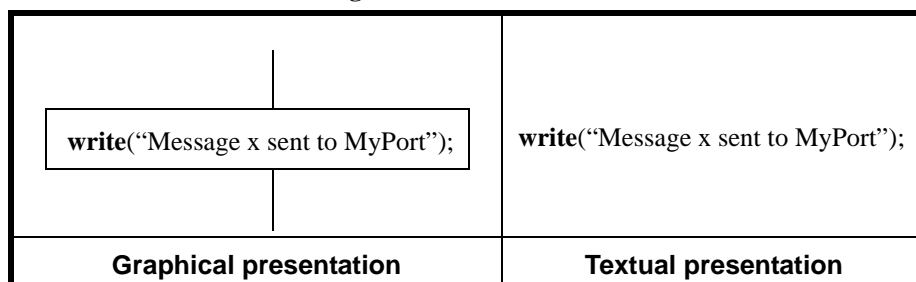 write(“Message x sent to MyPort”);
write(“Message x sent to MyPort”);
Graphical presentation
Textual presentation